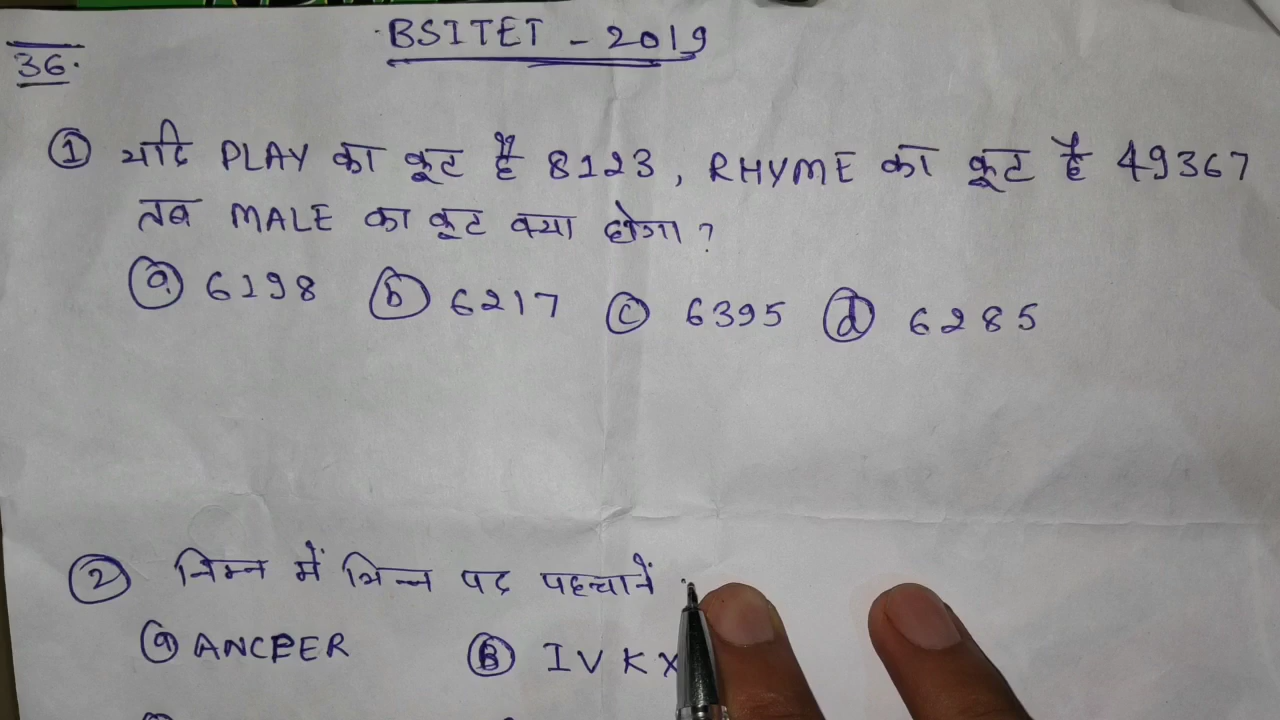 BSITET - 2019
36.
① यदि PLAY का कूट है 8123, RHYME का कूट है 49367
तब MALE का कूट क्या होगा ?
ⓐ 6198 ⓑ 6217 ⓒ 6395 ⓓ 6285
② निम्न में भिन्न पद पहचानें
ⓐ ANCPER Ⓑ IVKX